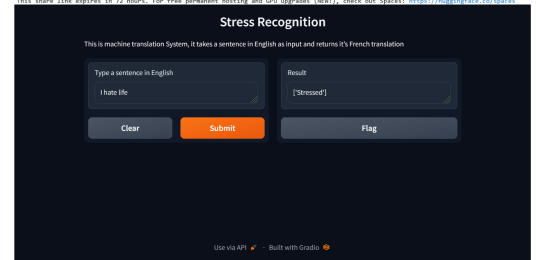 This share link expires in 72 hours. For free permanent hosting and GPU upgrades (NEW!), check out Spaces: https://huggingface.co/spaces
Stress Recognition
This is machine translation System, it takes a sentence in English as input and returns it's French translation
Type a sentence in English
I hate life
Result
['Stressed']
Clear
Submit
Flag
Use via API · Built with Gradio